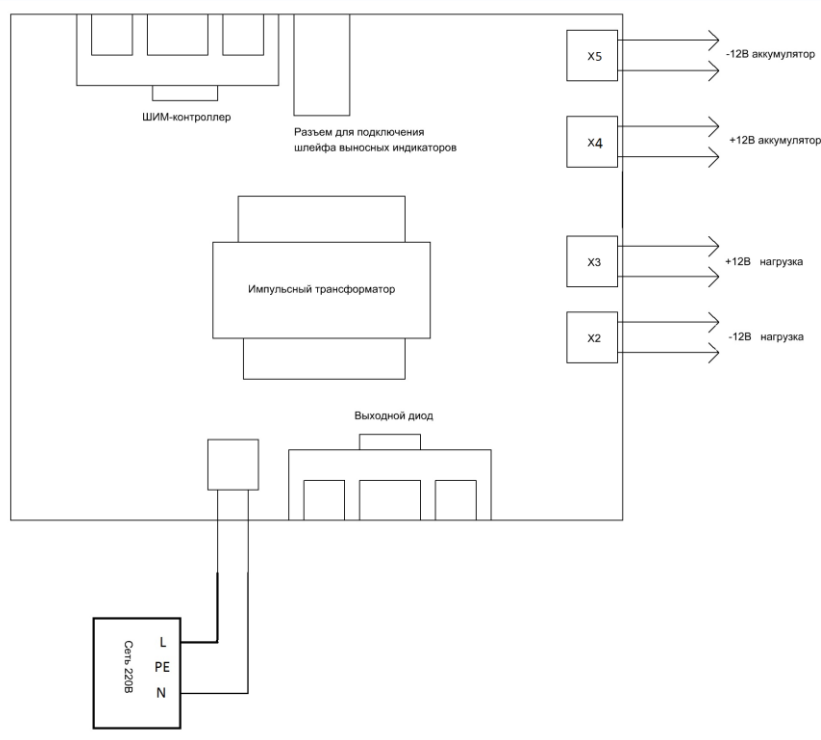 X5
-12В аккумулятор
ШИМ-контроллер
Разъем для подключения
шлейфа выносных индикаторов
X4
+12В аккумулятор
X3
+12В нагрузка
Импульсный трансформатор
X2
-12В нагрузка
Выходной диод
Сеть 220В
L
PE
N